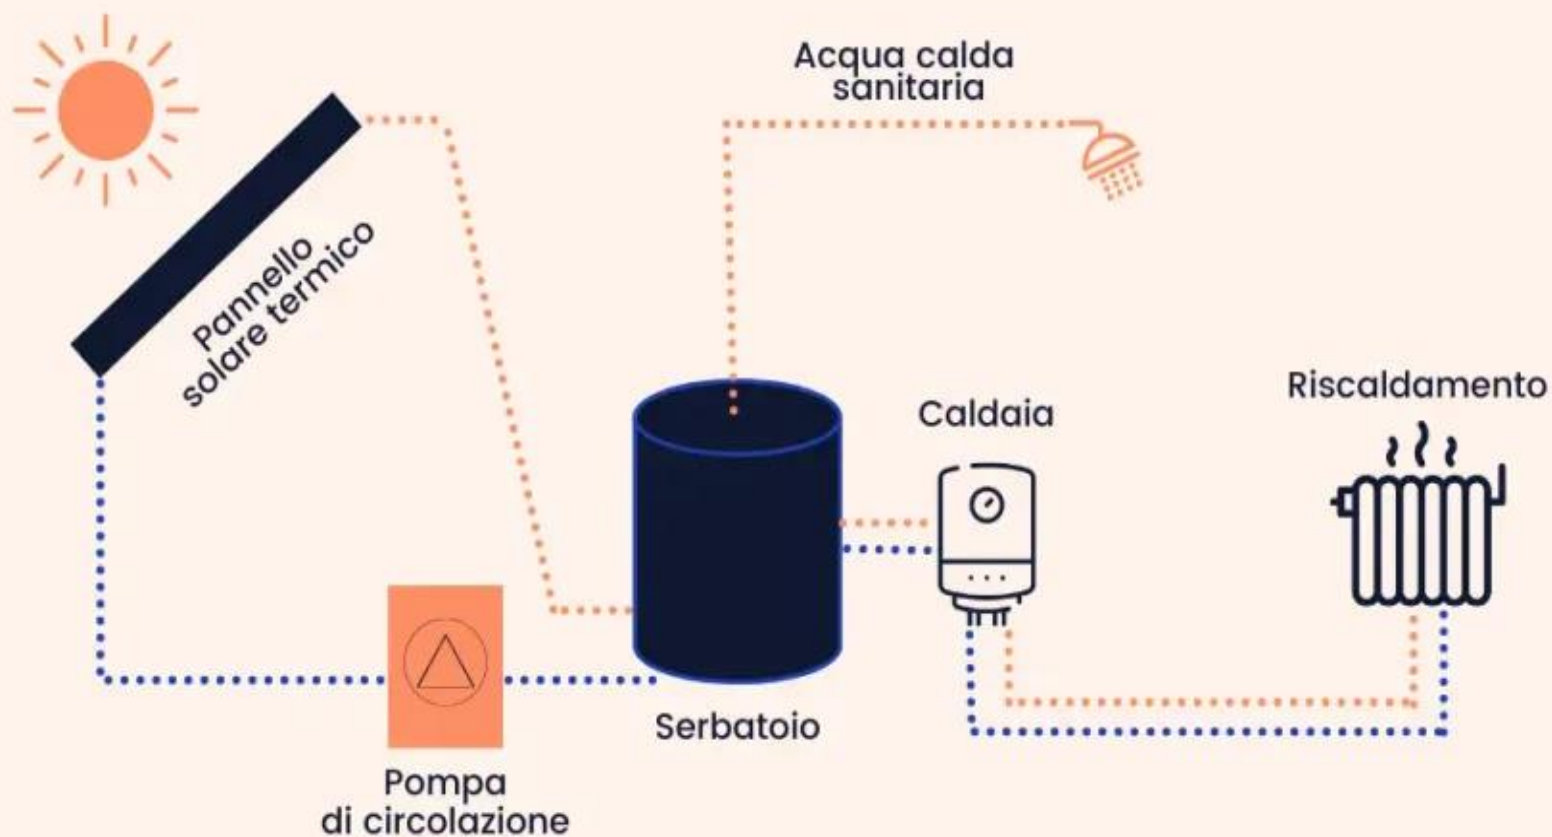 Acqua calda
sanitaria
Pannello
solare termico
Riscaldamento
Caldaia
Serbatoio
Pompa
di circolazione